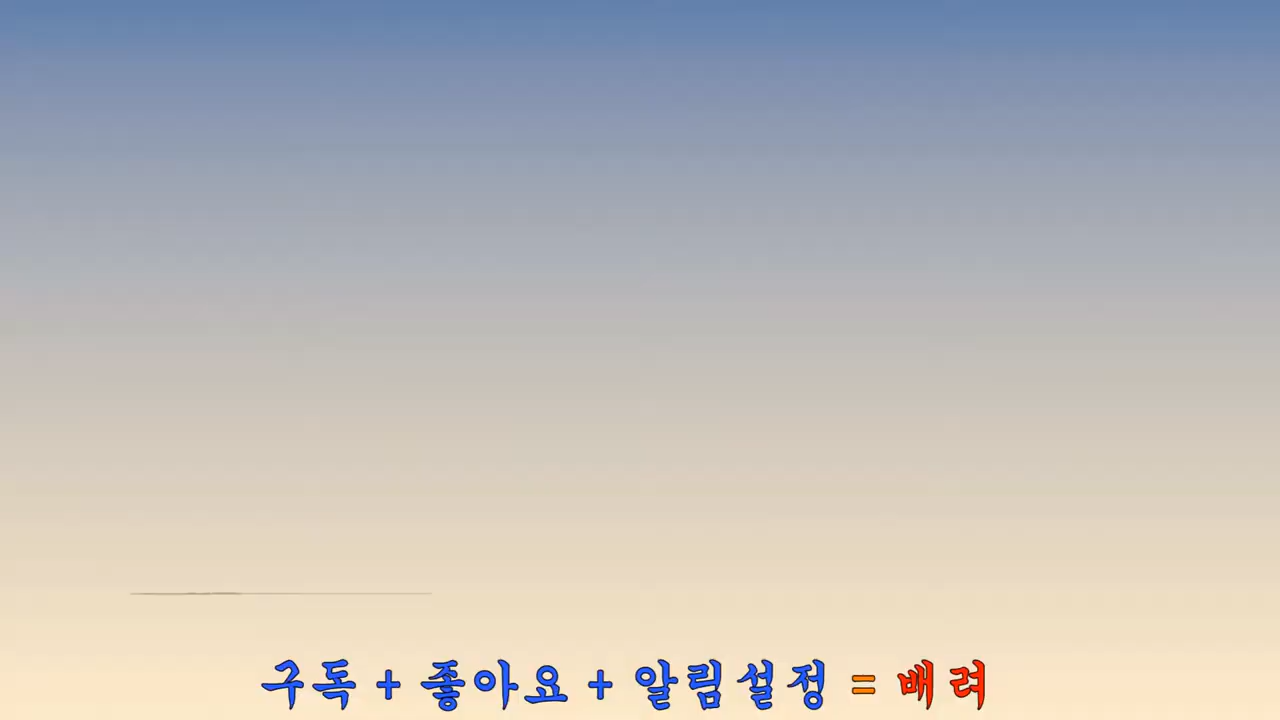 구독 + 좋아요 + 알림설정 = 배려